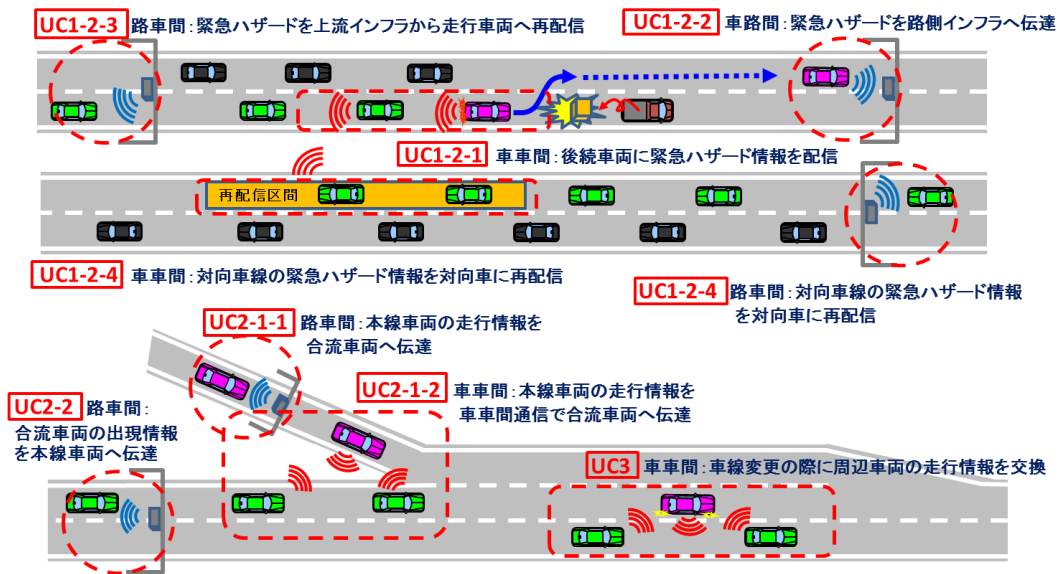 UC1-2-3 路車間：緊急ハザードを上流インフラから走行車両へ再配信
UC1-2-2 車路間：緊急ハザードを路側インフラへ伝達
UC1-2-1 車車間：後続車両に緊急ハザード情報を配信
再配信区間
UC1-2-4 車車間：対向車線の緊急ハザード情報を対向車に再配信
UC1-2-4 路車間：対向車線の緊急ハザード情報
を対向車に再配信
UC2-1-1 路車間：本線車両の走行情報を
合流車両へ伝達
UC2-1-2 車車間：本線車両の走行情報を
車車間通信で合流車両へ伝達
UC2-2 路車間：
合流車両の出現情報
を本線車両へ伝達
UC3 車車間：車線変更の際に周辺車両の走行情報を交換